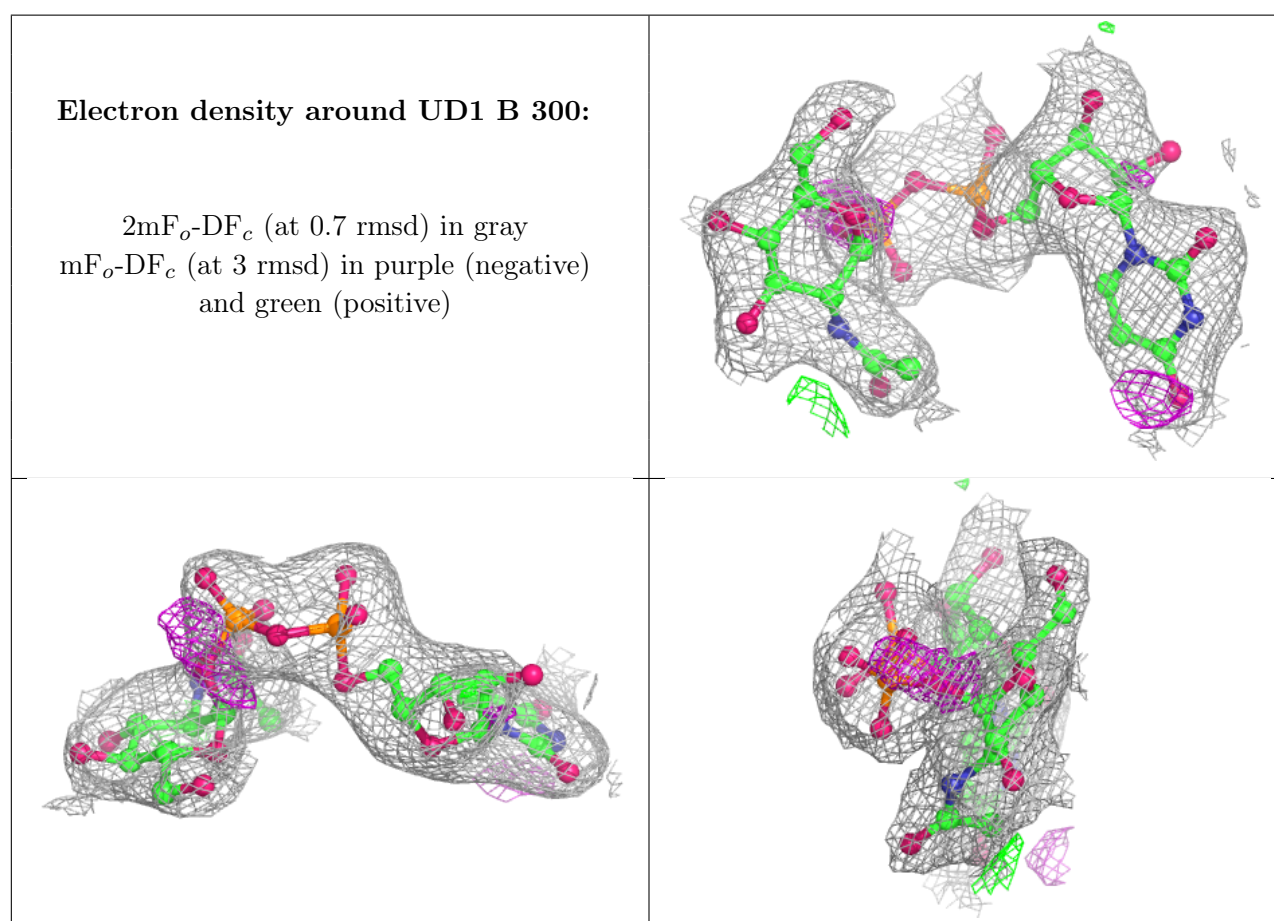 Electron density around UD1 B 300:
2mFo-DFc (at 0.7 rmsd) in gray
mFo-DFc (at 3 rmsd) in purple (negative)
and green (positive)